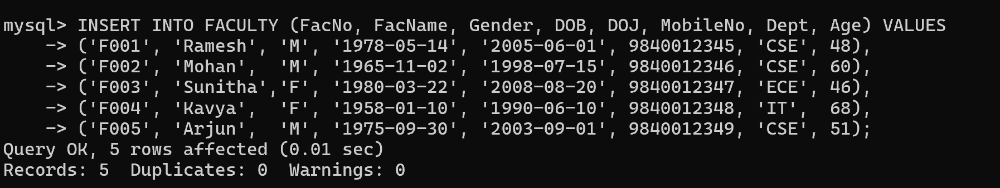 mysql> INSERT INTO FACULTY (FacNo, FacName, Gender, DOB, DOJ, MobileNo, Dept, Age) VALUES
    -> ('F001', 'Ramesh', 'M', '1978-05-14', '2005-06-01', 9840012345, 'CSE', 48),
    -> ('F002', 'Mohan',  'M', '1965-11-02', '1998-07-15', 9840012346, 'CSE', 60),
    -> ('F003', 'Sunitha','F', '1980-03-22', '2008-08-20', 9840012347, 'ECE', 46),
    -> ('F004', 'Kavya',  'F', '1958-01-10', '1990-06-10', 9840012348, 'IT',  68),
    -> ('F005', 'Arjun',  'M', '1975-09-30', '2003-09-01', 9840012349, 'CSE', 51);
Query OK, 5 rows affected (0.01 sec)
Records: 5  Duplicates: 0  Warnings: 0